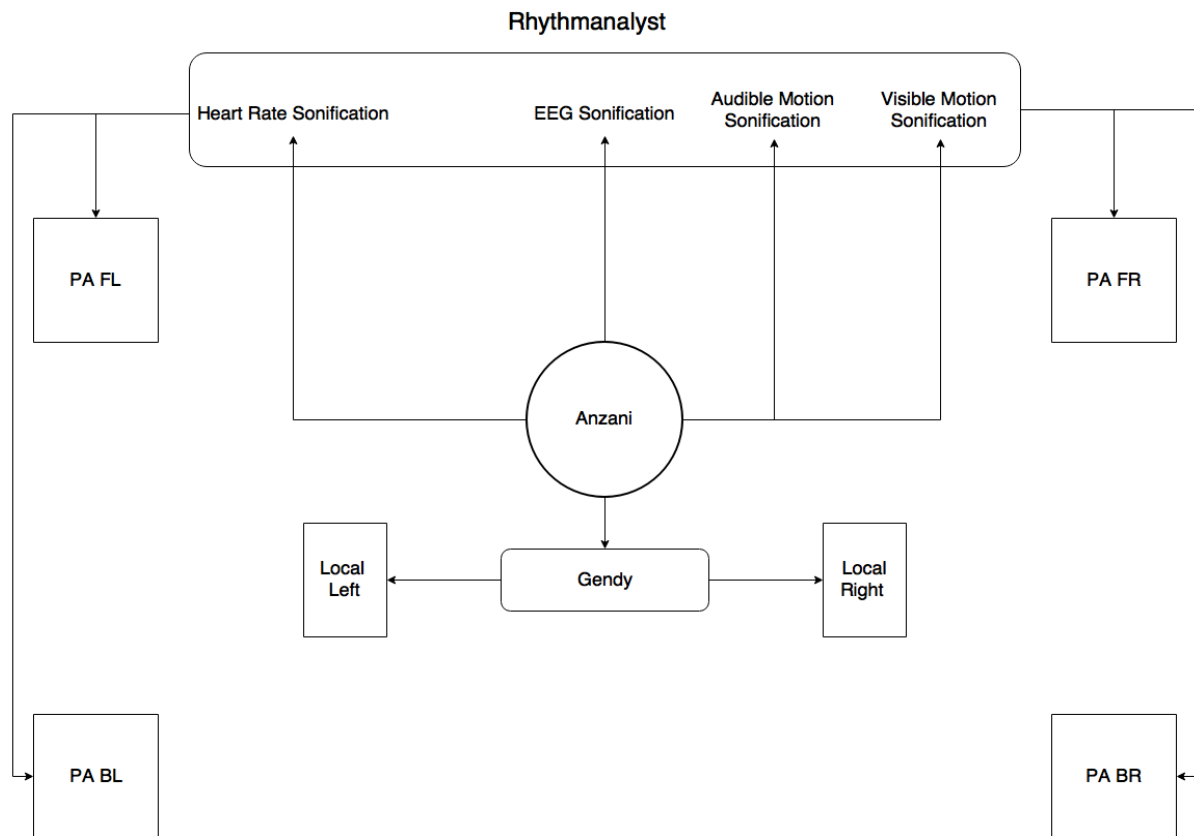 Rhythmanalyst
Heart Rate Sonification
EEG Sonification
Audible Motion
Sonification
Visible Motion
Sonification
PA FL
PA FR
Anzani
Local
Left
Gendy
Local
Right
PA BL
PA BR